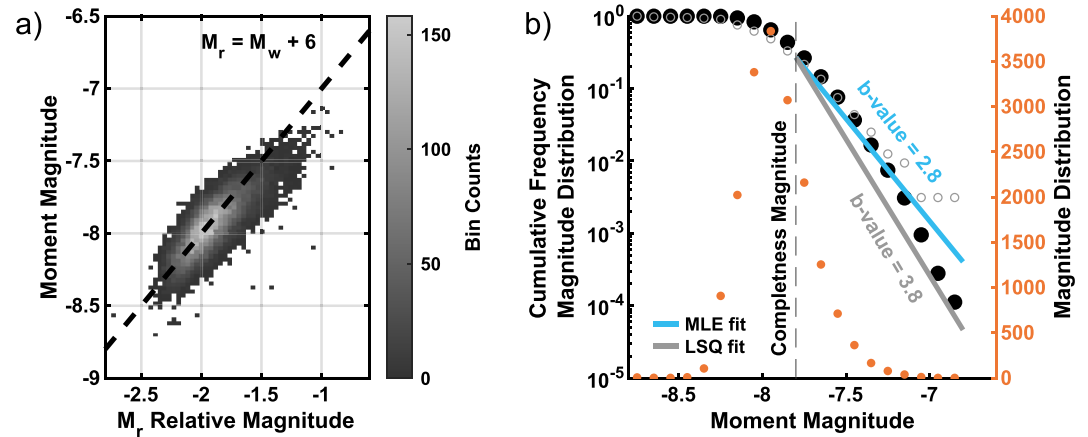 a)
M_r = M_w + 6
Moment Magnitude
-6.5
-7
-7.5
-8
-8.5
-9
-2.5
-2
-1.5
-1
M_r Relative Magnitude
150
100
50
0
Bin Counts
b)
Cumulative Frequency
Magnitude Distribution
10^0
10^-1
10^-2
10^-3
10^-4
10^-5
Completness Magnitude
b-value = 2.8
b-value = 3.8
MLE fit
LSQ fit
-8.5
-8
-7.5
-7
Moment Magnitude
4000
3500
3000
2500
2000
1500
1000
500
0
Magnitude Distribution